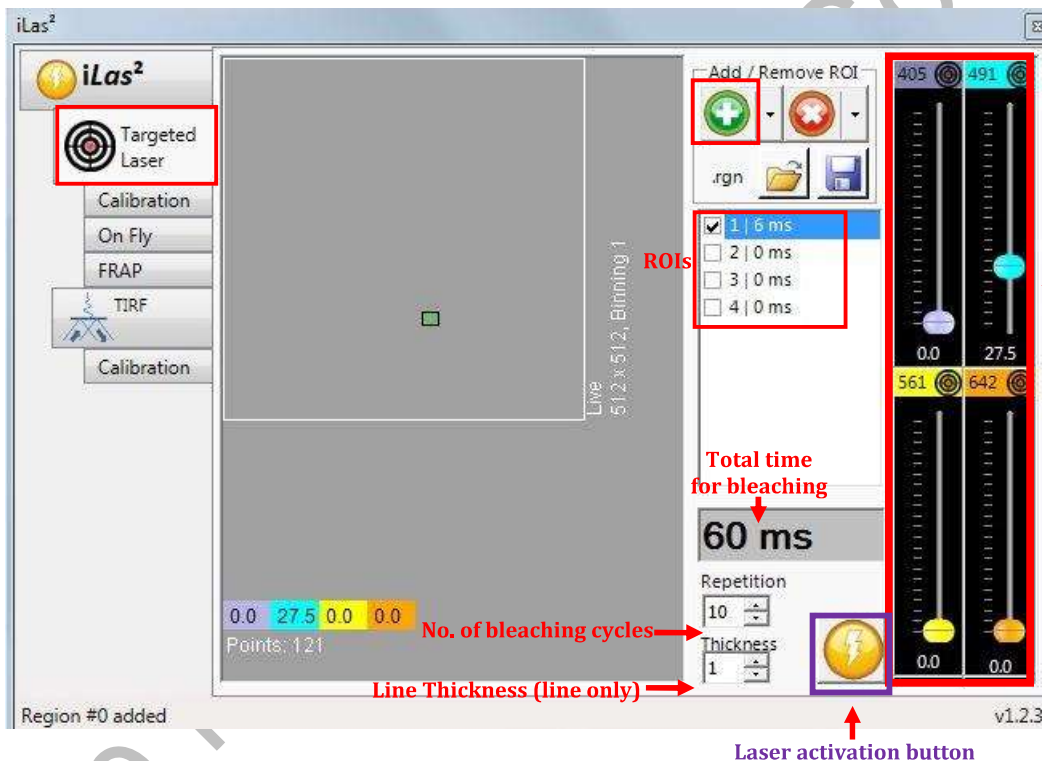 iLas²
iLas²
Targeted
Laser
Calibration
On Fly
FRAP
TIRF
Calibration
Live
512 x 512, Binning 1
0.0 27.5 0.0 0.0
Points: 121
Add / Remove ROI
.rgn
ROIs
1 | 6 ms
2 | 0 ms
3 | 0 ms
4 | 0 ms
Total time
for bleaching
60 ms
Repetition
10
No. of bleaching cycles
Thickness
1
Line Thickness (line only)
405 491
0.0 27.5
561 642
0.0 0.0
Region #0 added
v1.2.3
Laser activation button